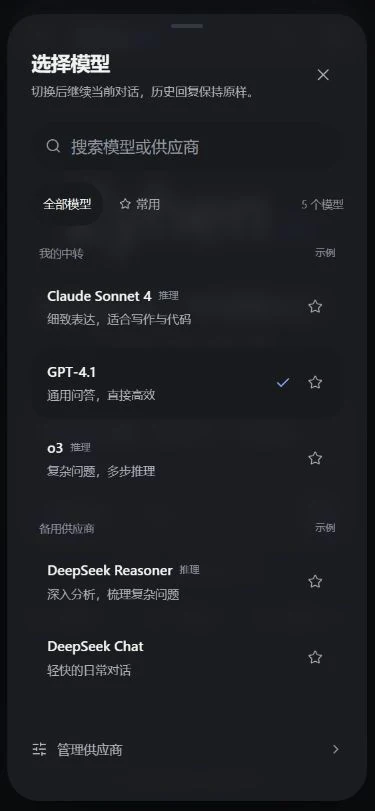 选择模型
切换后继续当前对话，历史回复保持原样。
搜索模型或供应商
全部模型 常用 5 个模型
我的中转 示例
Claude Sonnet 4 推理
细致表达，适合写作与代码
GPT-4.1
通用问答，直接高效
o3 推理
复杂问题，多步推理
备用供应商 示例
DeepSeek Reasoner 推理
深入分析，梳理复杂问题
DeepSeek Chat
轻快的日常对话
管理供应商